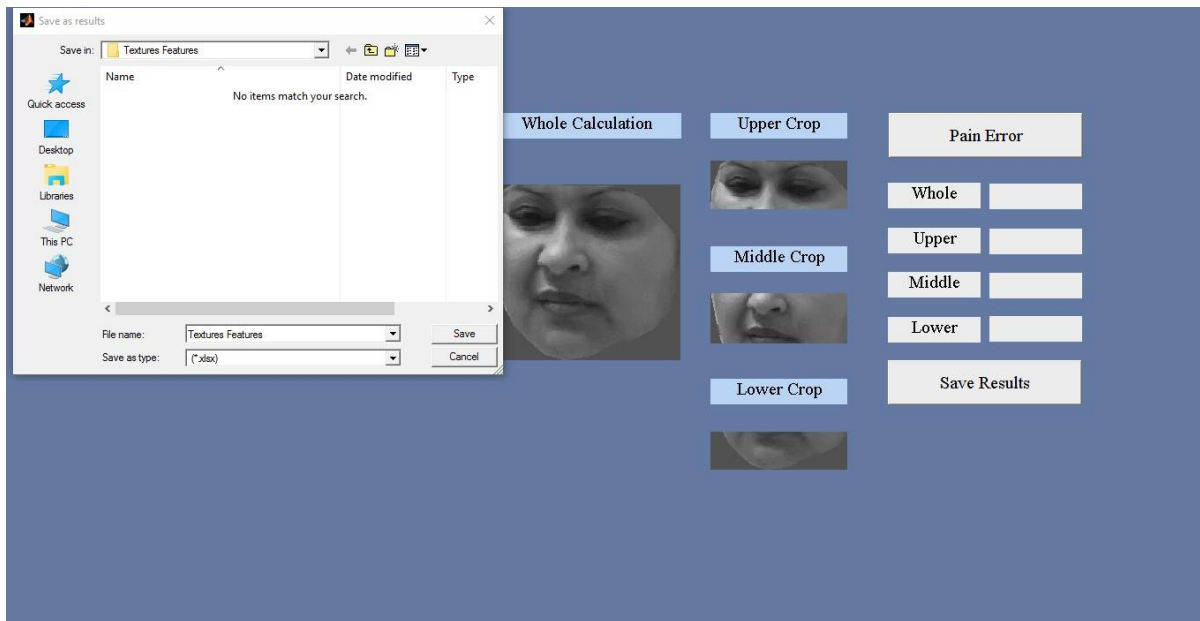 Save as results
Save in:
Textures Features
Name
Date modified
Type
No items match your search.
Quick access
Desktop
Libraries
This PC
Network
File name:
Textures Features
Save
Save as type:
(*.xlsx)
Cancel
Whole Calculation
Upper Crop
Middle Crop
Lower Crop
Pain Error
Whole
Upper
Middle
Lower
Save Results